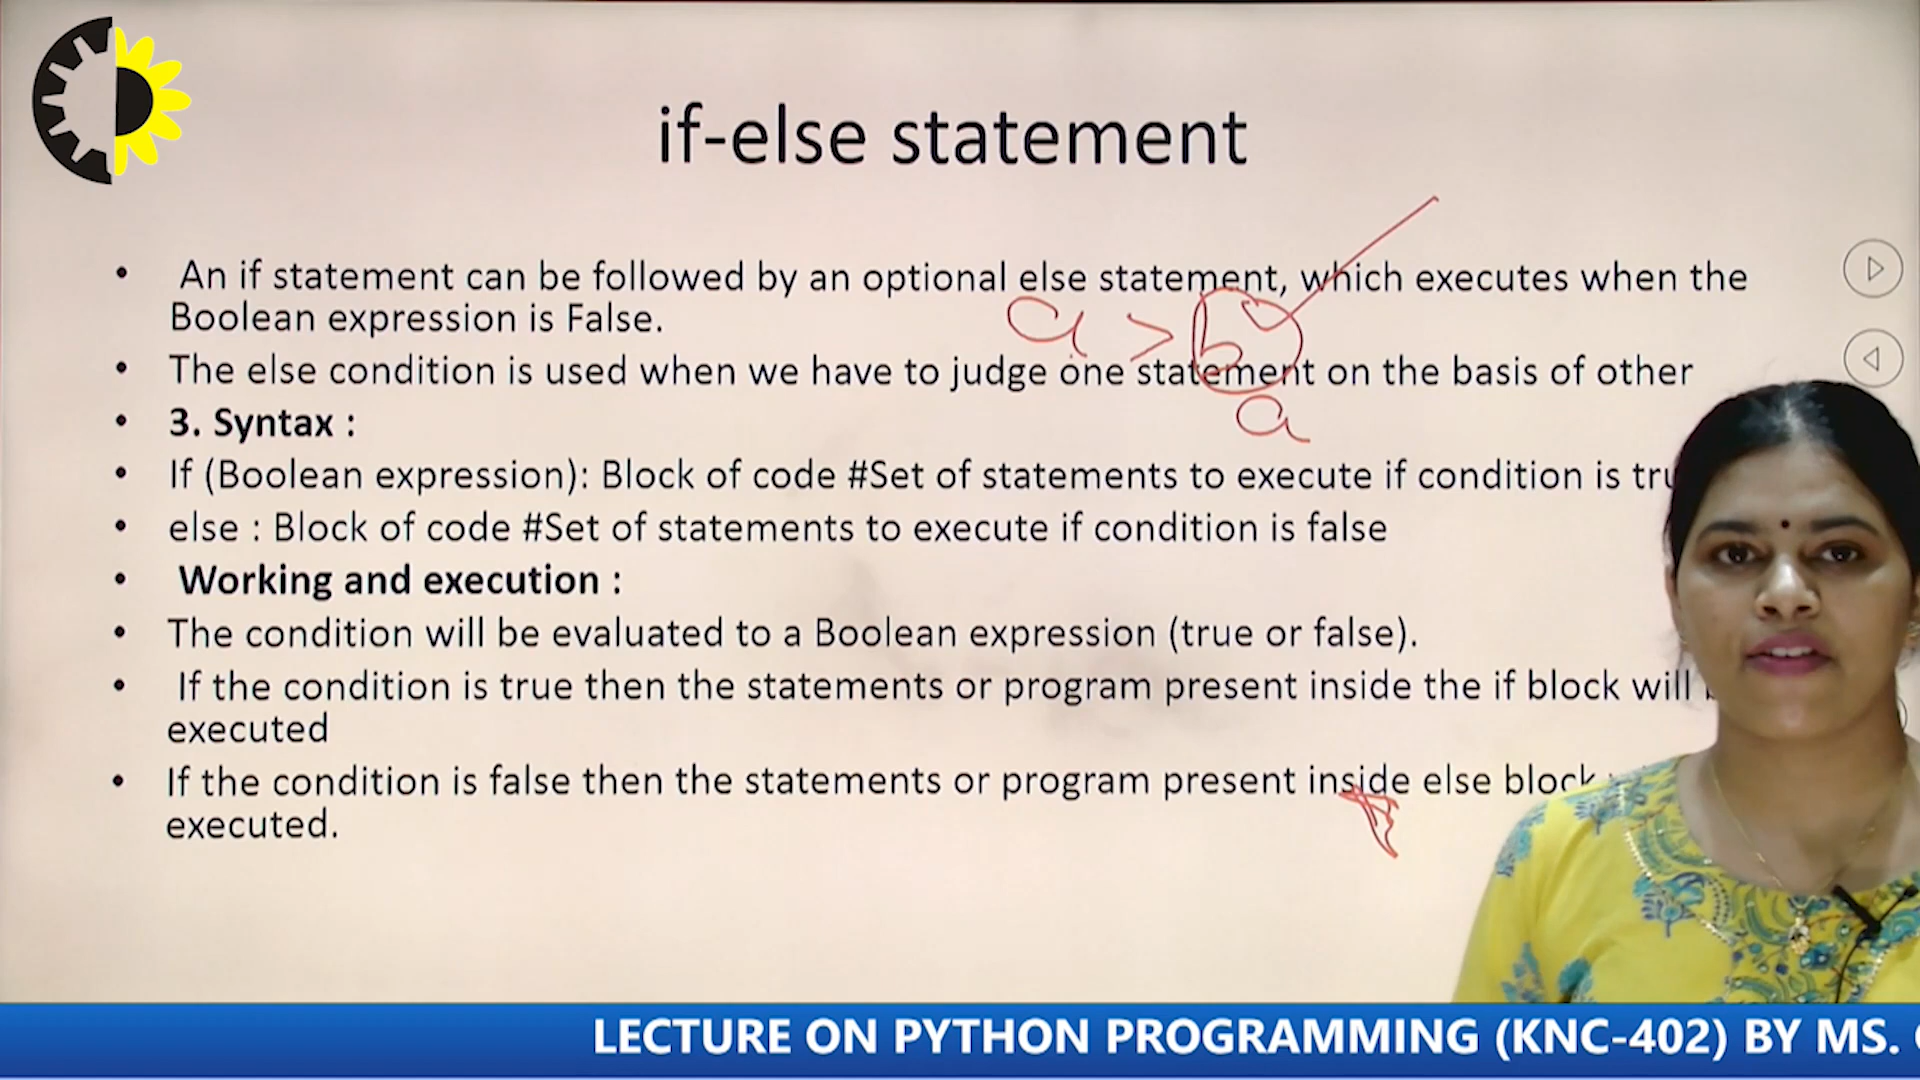 if-else statement
• An if statement can be followed by an optional else statement, which executes when the
Boolean expression is False.
a > b
• The else condition is used when we have to judge one statement on the basis of other
a
• 3. Syntax :
• If (Boolean expression): Block of code #Set of statements to execute if condition is
• else : Block of code #Set of statements to execute if condition is false
• Working and execution :
• The condition will be evaluated to a Boolean expression (true or false).
• If the condition is true then the statements or program present inside the if block will
executed
• If the condition is false then the statements or program present inside else block
executed.
LECTURE ON PYTHON PROGRAMMING (KNC-402) BY MS.